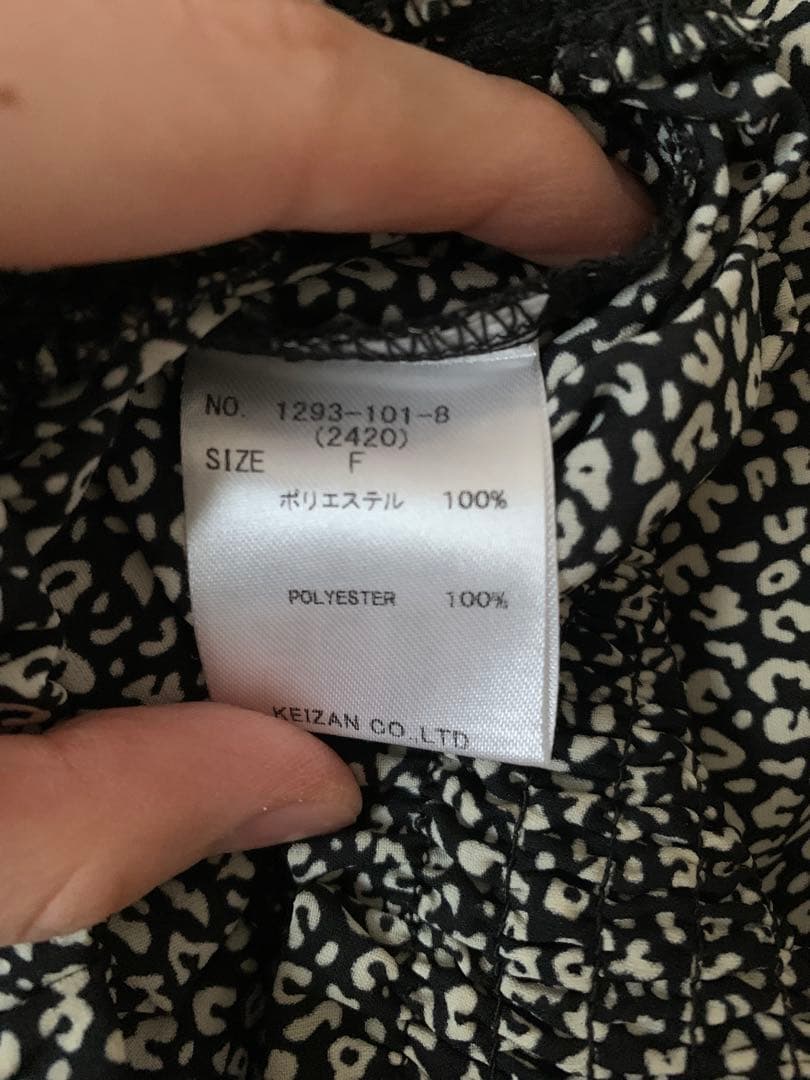 NO. 1293-101-8
(2420)
SIZE F
ポリエステル 100%
POLYESTER 100%
KEIZAN CO.,LTD